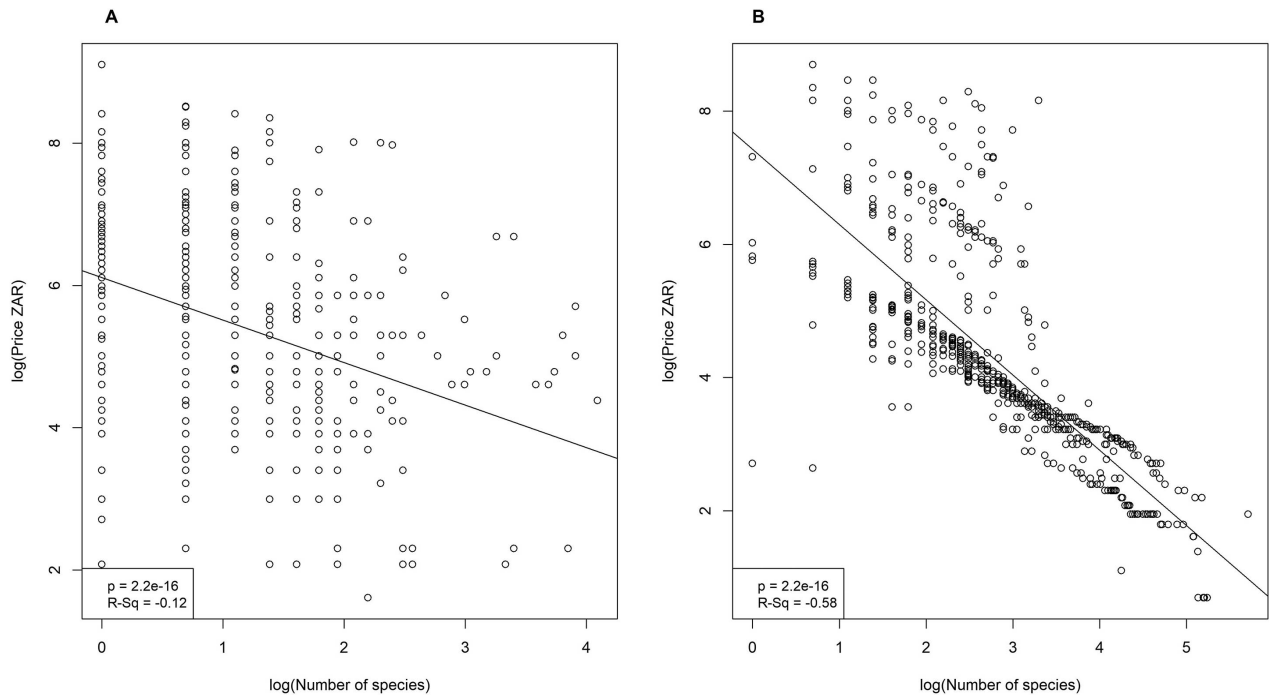 A
8
6
4
2
log(Price ZAR)
p = 2.2e-16
R-Sq = -0.12
0 1 2 3 4
log(Number of species)
B
8
6
4
2
log(Price ZAR)
p = 2.2e-16
R-Sq = -0.58
0 1 2 3 4 5
log(Number of species)